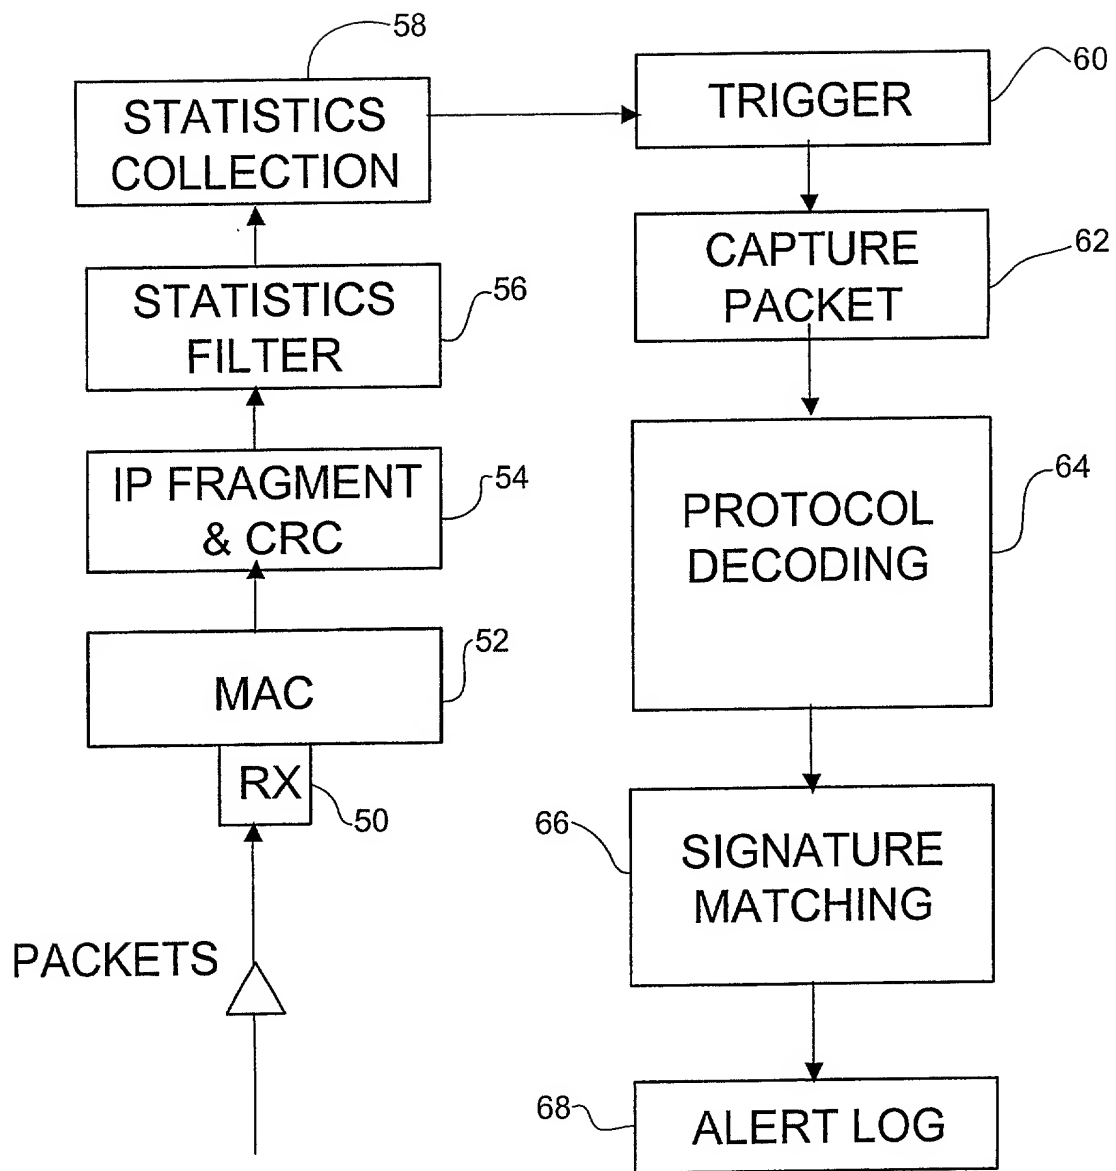 58
STATISTICS
COLLECTION
STATISTICS
FILTER
56
IP FRAGMENT
& CRC
54
MAC
52
RX
50
PACKETS
TRIGGER
60
CAPTURE
PACKET
62
PROTOCOL
DECODING
64
66
SIGNATURE
MATCHING
68
ALERT LOG